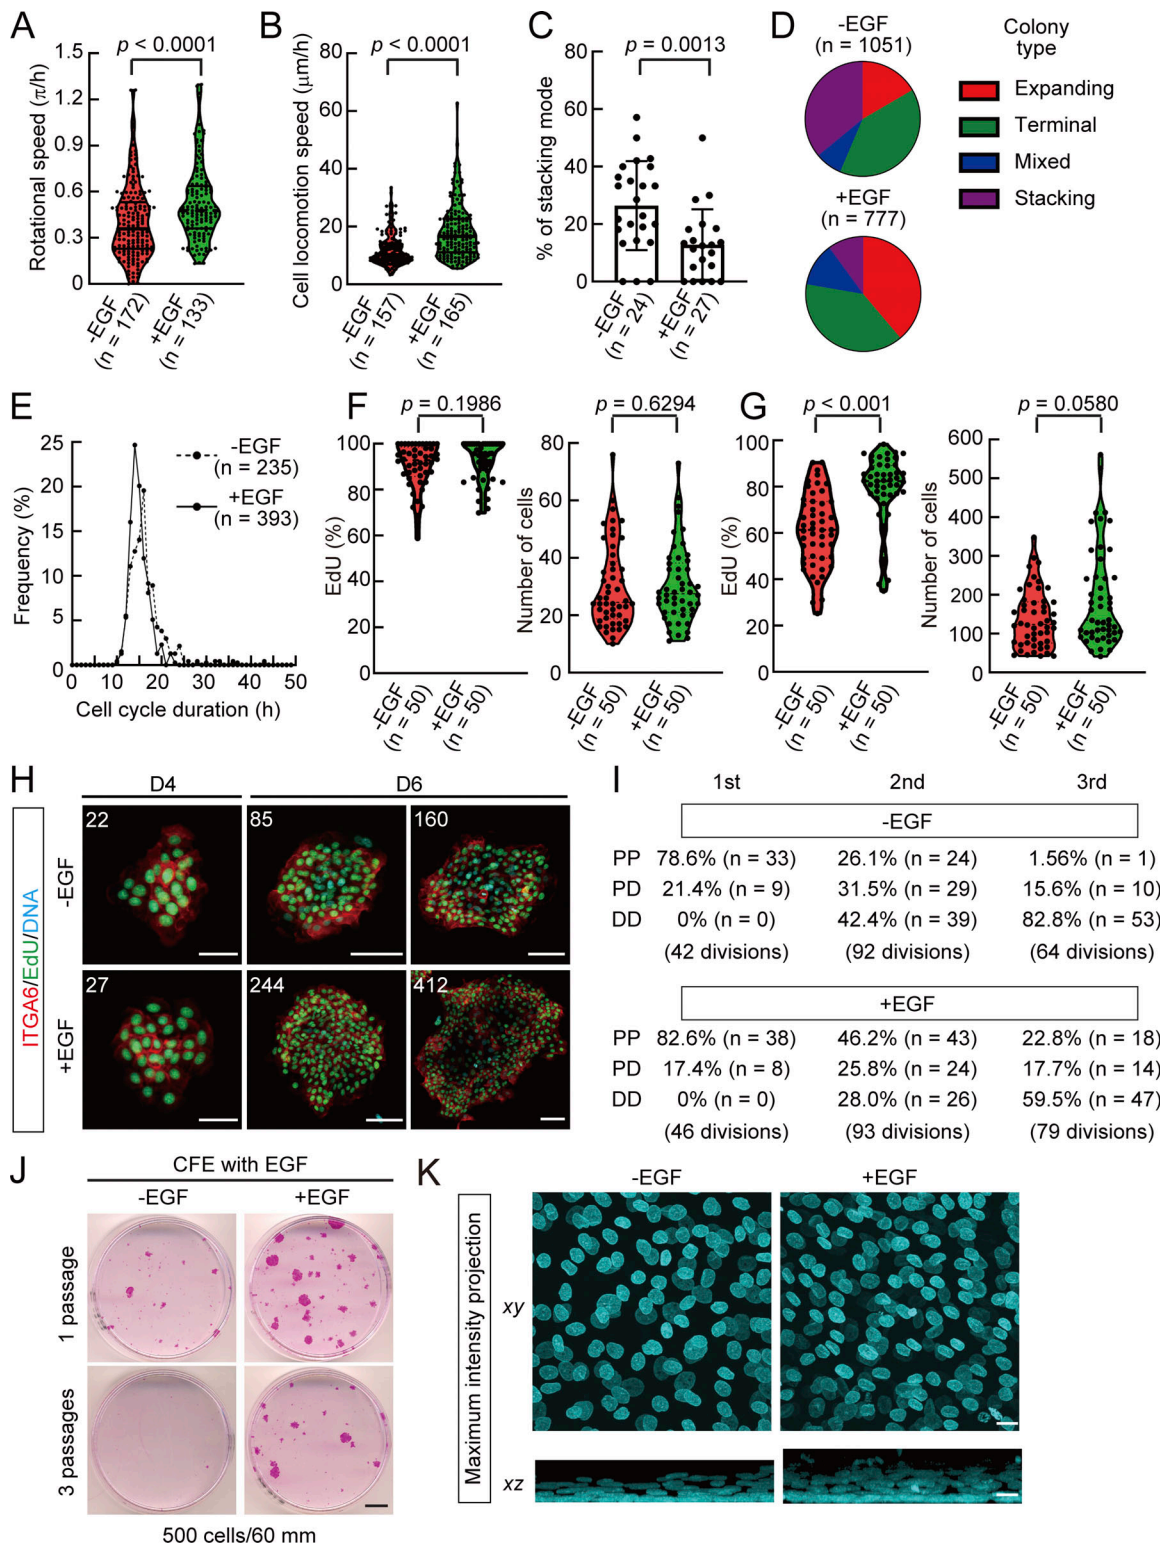 A
p < 0.0001
Rotational speed (π/h)
1.5
1.2
0.9
0.6
0.3
0
-EGF
(n = 172)
+EGF
(n = 133)
B
p < 0.0001
Cell locomotion speed (μm/h)
80
60
40
20
0
-EGF
(n = 157)
+EGF
(n = 165)
C
p = 0.0013
% of stacking mode
80
60
40
20
0
-EGF
(n = 24)
+EGF
(n = 27)
D
-EGF
(n = 1051)
+EGF
(n = 777)
Colony
type
Expanding
Terminal
Mixed
Stacking
E
Frequency (%)
25
20
15
10
5
0
-EGF
(n = 235)
+EGF
(n = 393)
0 10 20 30 40 50
Cell cycle duration (h)
F
p = 0.1986
EdU (%)
100
80
60
40
20
0
-EGF
(n = 50)
+EGF
(n = 50)
p = 0.6294
Number of cells
80
60
40
20
0
-EGF
(n = 50)
+EGF
(n = 50)
G
p < 0.001
EdU (%)
100
80
60
40
20
0
-EGF
(n = 50)
+EGF
(n = 50)
p = 0.0580
Number of cells
600
500
400
300
200
100
0
-EGF
(n = 50)
+EGF
(n = 50)
H
D4 D6
ITGA6/EdU/DNA
-EGF
22 85 160
+EGF
27 244 412
I
1st 2nd 3rd
-EGF
PP 78.6% (n = 33) 26.1% (n = 24) 1.56% (n = 1)
PD 21.4% (n = 9) 31.5% (n = 29) 15.6% (n = 10)
DD 0% (n = 0) 42.4% (n = 39) 82.8% (n = 53)
(42 divisions) (92 divisions) (64 divisions)
+EGF
PP 82.6% (n = 38) 46.2% (n = 43) 22.8% (n = 18)
PD 17.4% (n = 8) 25.8% (n = 24) 17.7% (n = 14)
DD 0% (n = 0) 28.0% (n = 26) 59.5% (n = 47)
(46 divisions) (93 divisions) (79 divisions)
J
CFE with EGF
-EGF +EGF
1 passage
3 passages
500 cells/60 mm
K
-EGF +EGF
Maximum intensity projection
xy
xz